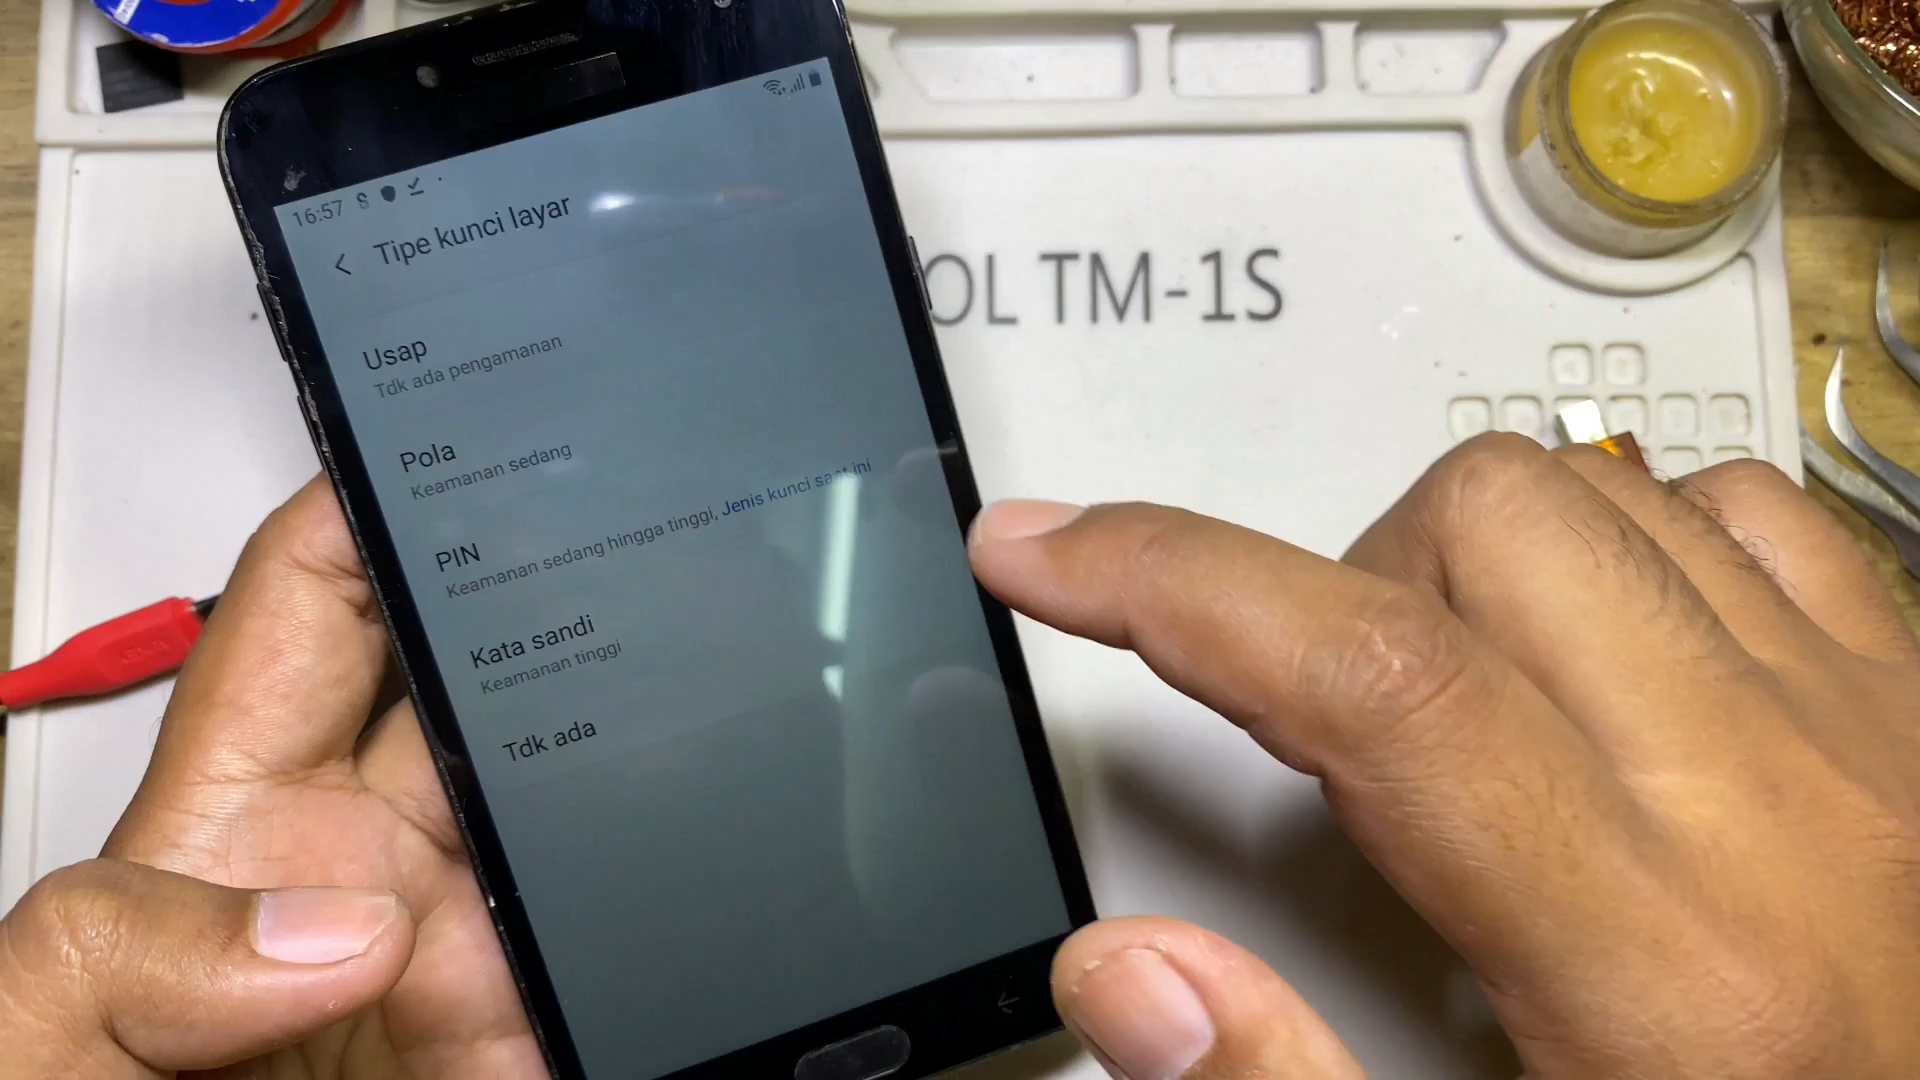 16:57
Tipe kunci layar
Usap
Tdk ada pengamanan
Pola
Keamanan sedang
PIN
Keamanan sedang hingga tinggi, Jenis kunci saat ini
Kata sandi
Keamanan tinggi
Tdk ada
OL TM-1S